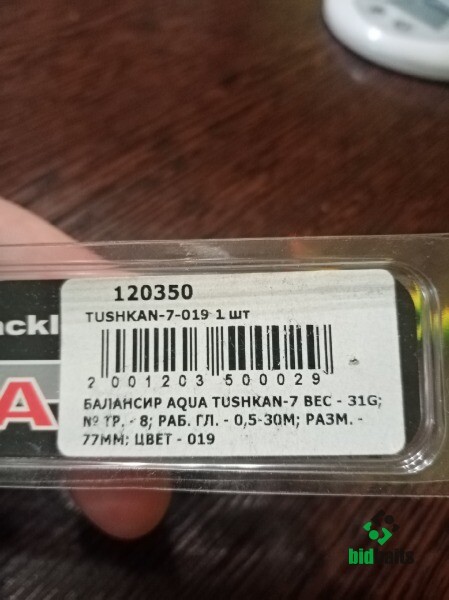 120350
TUSHKAN-7-019 1 шт
2 001203 500029
БАЛАНСИР AQUA TUSHKAN-7 ВЕС - 31G;
№ ТР. - 8; РАБ. ГЛ. - 0,5-30М; РАЗМ. -
77ММ; ЦВЕТ - 019